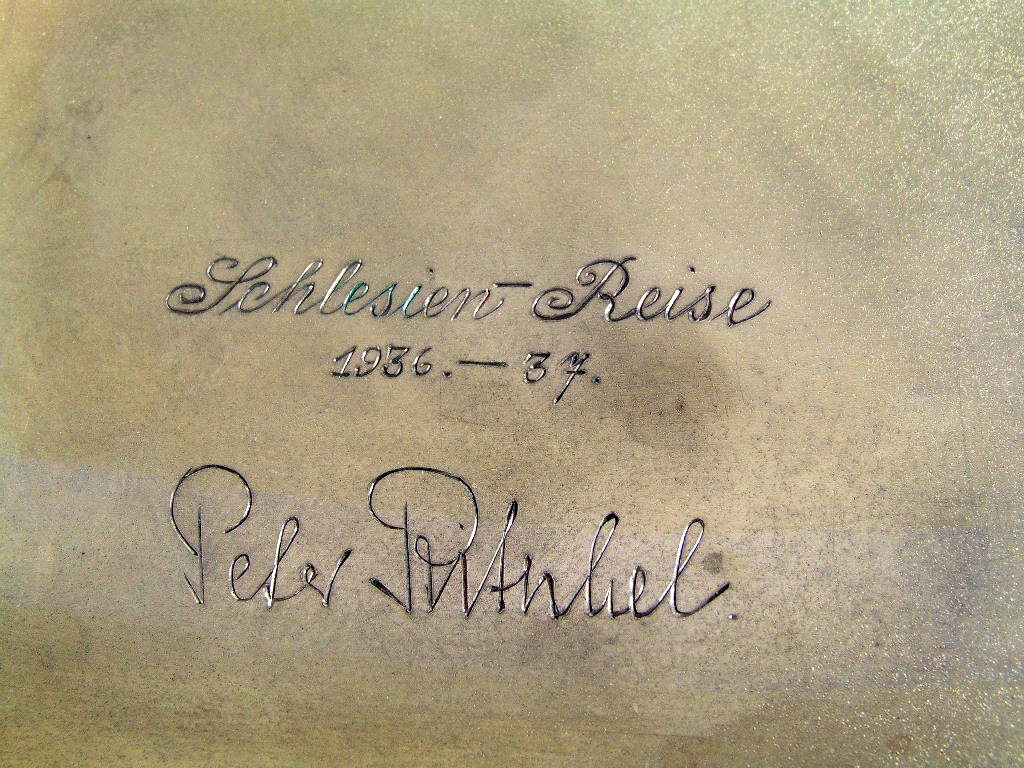 Schlesien-Reise
1936.-37.
Peter